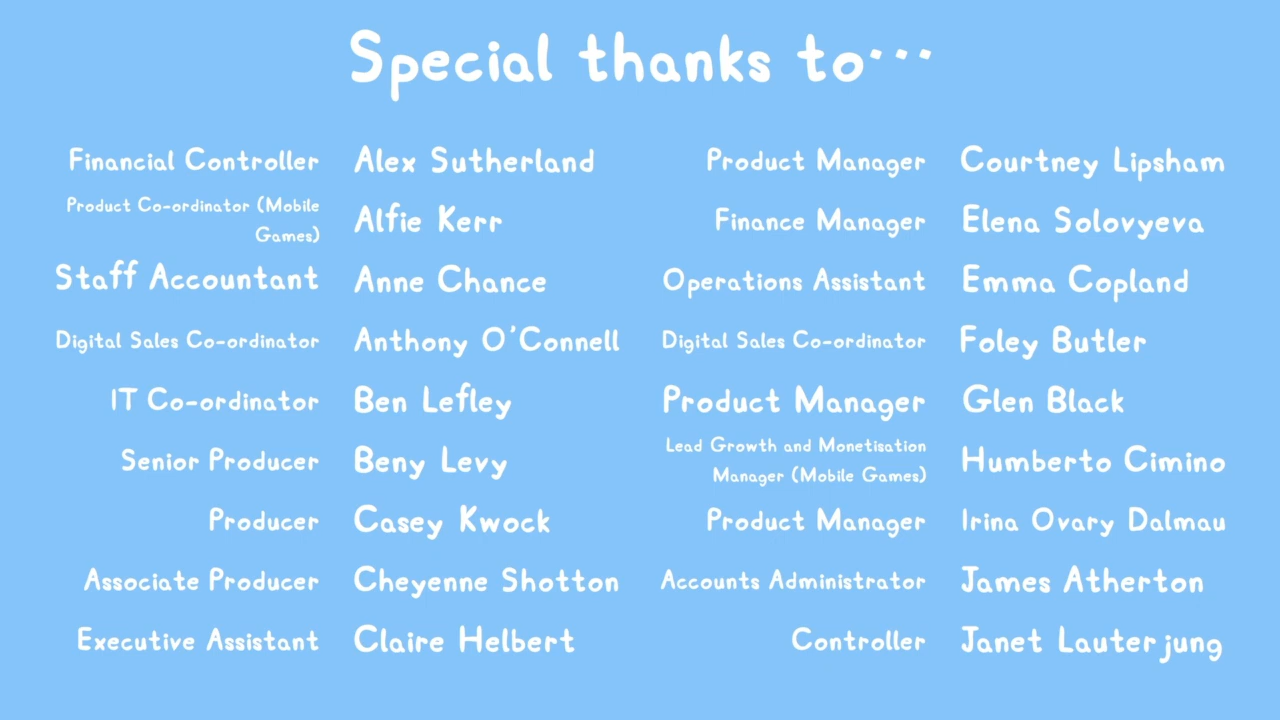 Special thanks to...
Financial Controller Alex Sutherland
Product Co-ordinator (Mobile
Games) Alfie Kerr
Staff Accountant Anne Chance
Digital Sales Co-ordinator Anthony O'Connell
IT Co-ordinator Ben Lefley
Senior Producer Beny Levy
Producer Casey Kwock
Associate Producer Cheyenne Shotton
Executive Assistant Claire Helbert
Product Manager Courtney Lipsham
Finance Manager Elena Solovyeva
Operations Assistant Emma Copland
Digital Sales Co-ordinator Foley Butler
Product Manager Glen Black
Lead Growth and Monetisation
Manager (Mobile Games) Humberto Cimino
Product Manager Irina Ovary Dalmau
Accounts Administrator James Atherton
Controller Janet Lauterjung